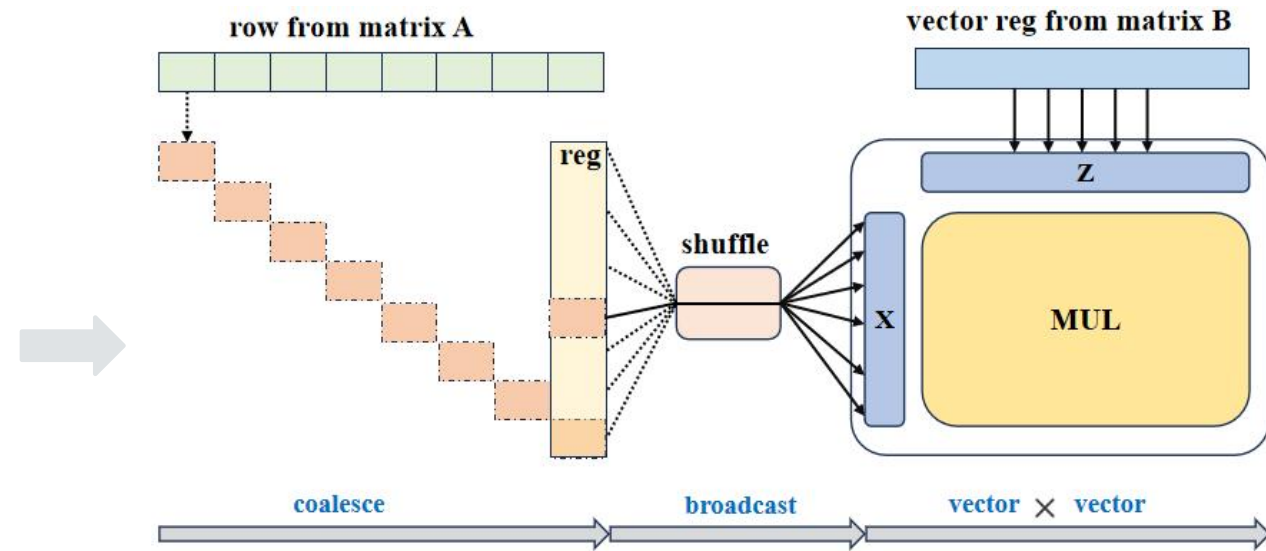 row from matrix A
vector reg from matrix B
reg
Z
shuffle
X
MUL
coalesce
broadcast
vector × vector